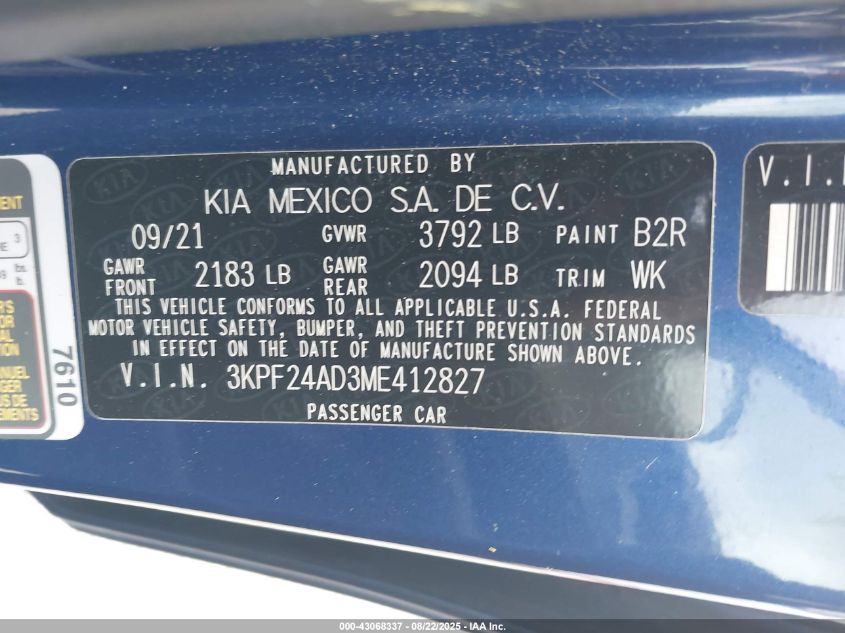 MANUFACTURED BY
KIA MEXICO S.A. DE C.V.
09/21 GVWR 3792 LB PAINT B2R
GAWR FRONT 2183 LB GAWR REAR 2094 LB TRIM WK
THIS VEHICLE CONFORMS TO ALL APPLICABLE U.S.A. FEDERAL
MOTOR VEHICLE SAFETY, BUMPER, AND THEFT PREVENTION STANDARDS
IN EFFECT ON THE DATE OF MANUFACTURE SHOWN ABOVE.
V.I.N. 3KPF24AD3ME412827
PASSENGER CAR
7610
V.I.
000-43068337 - 08/22/2025 - IAA Inc.